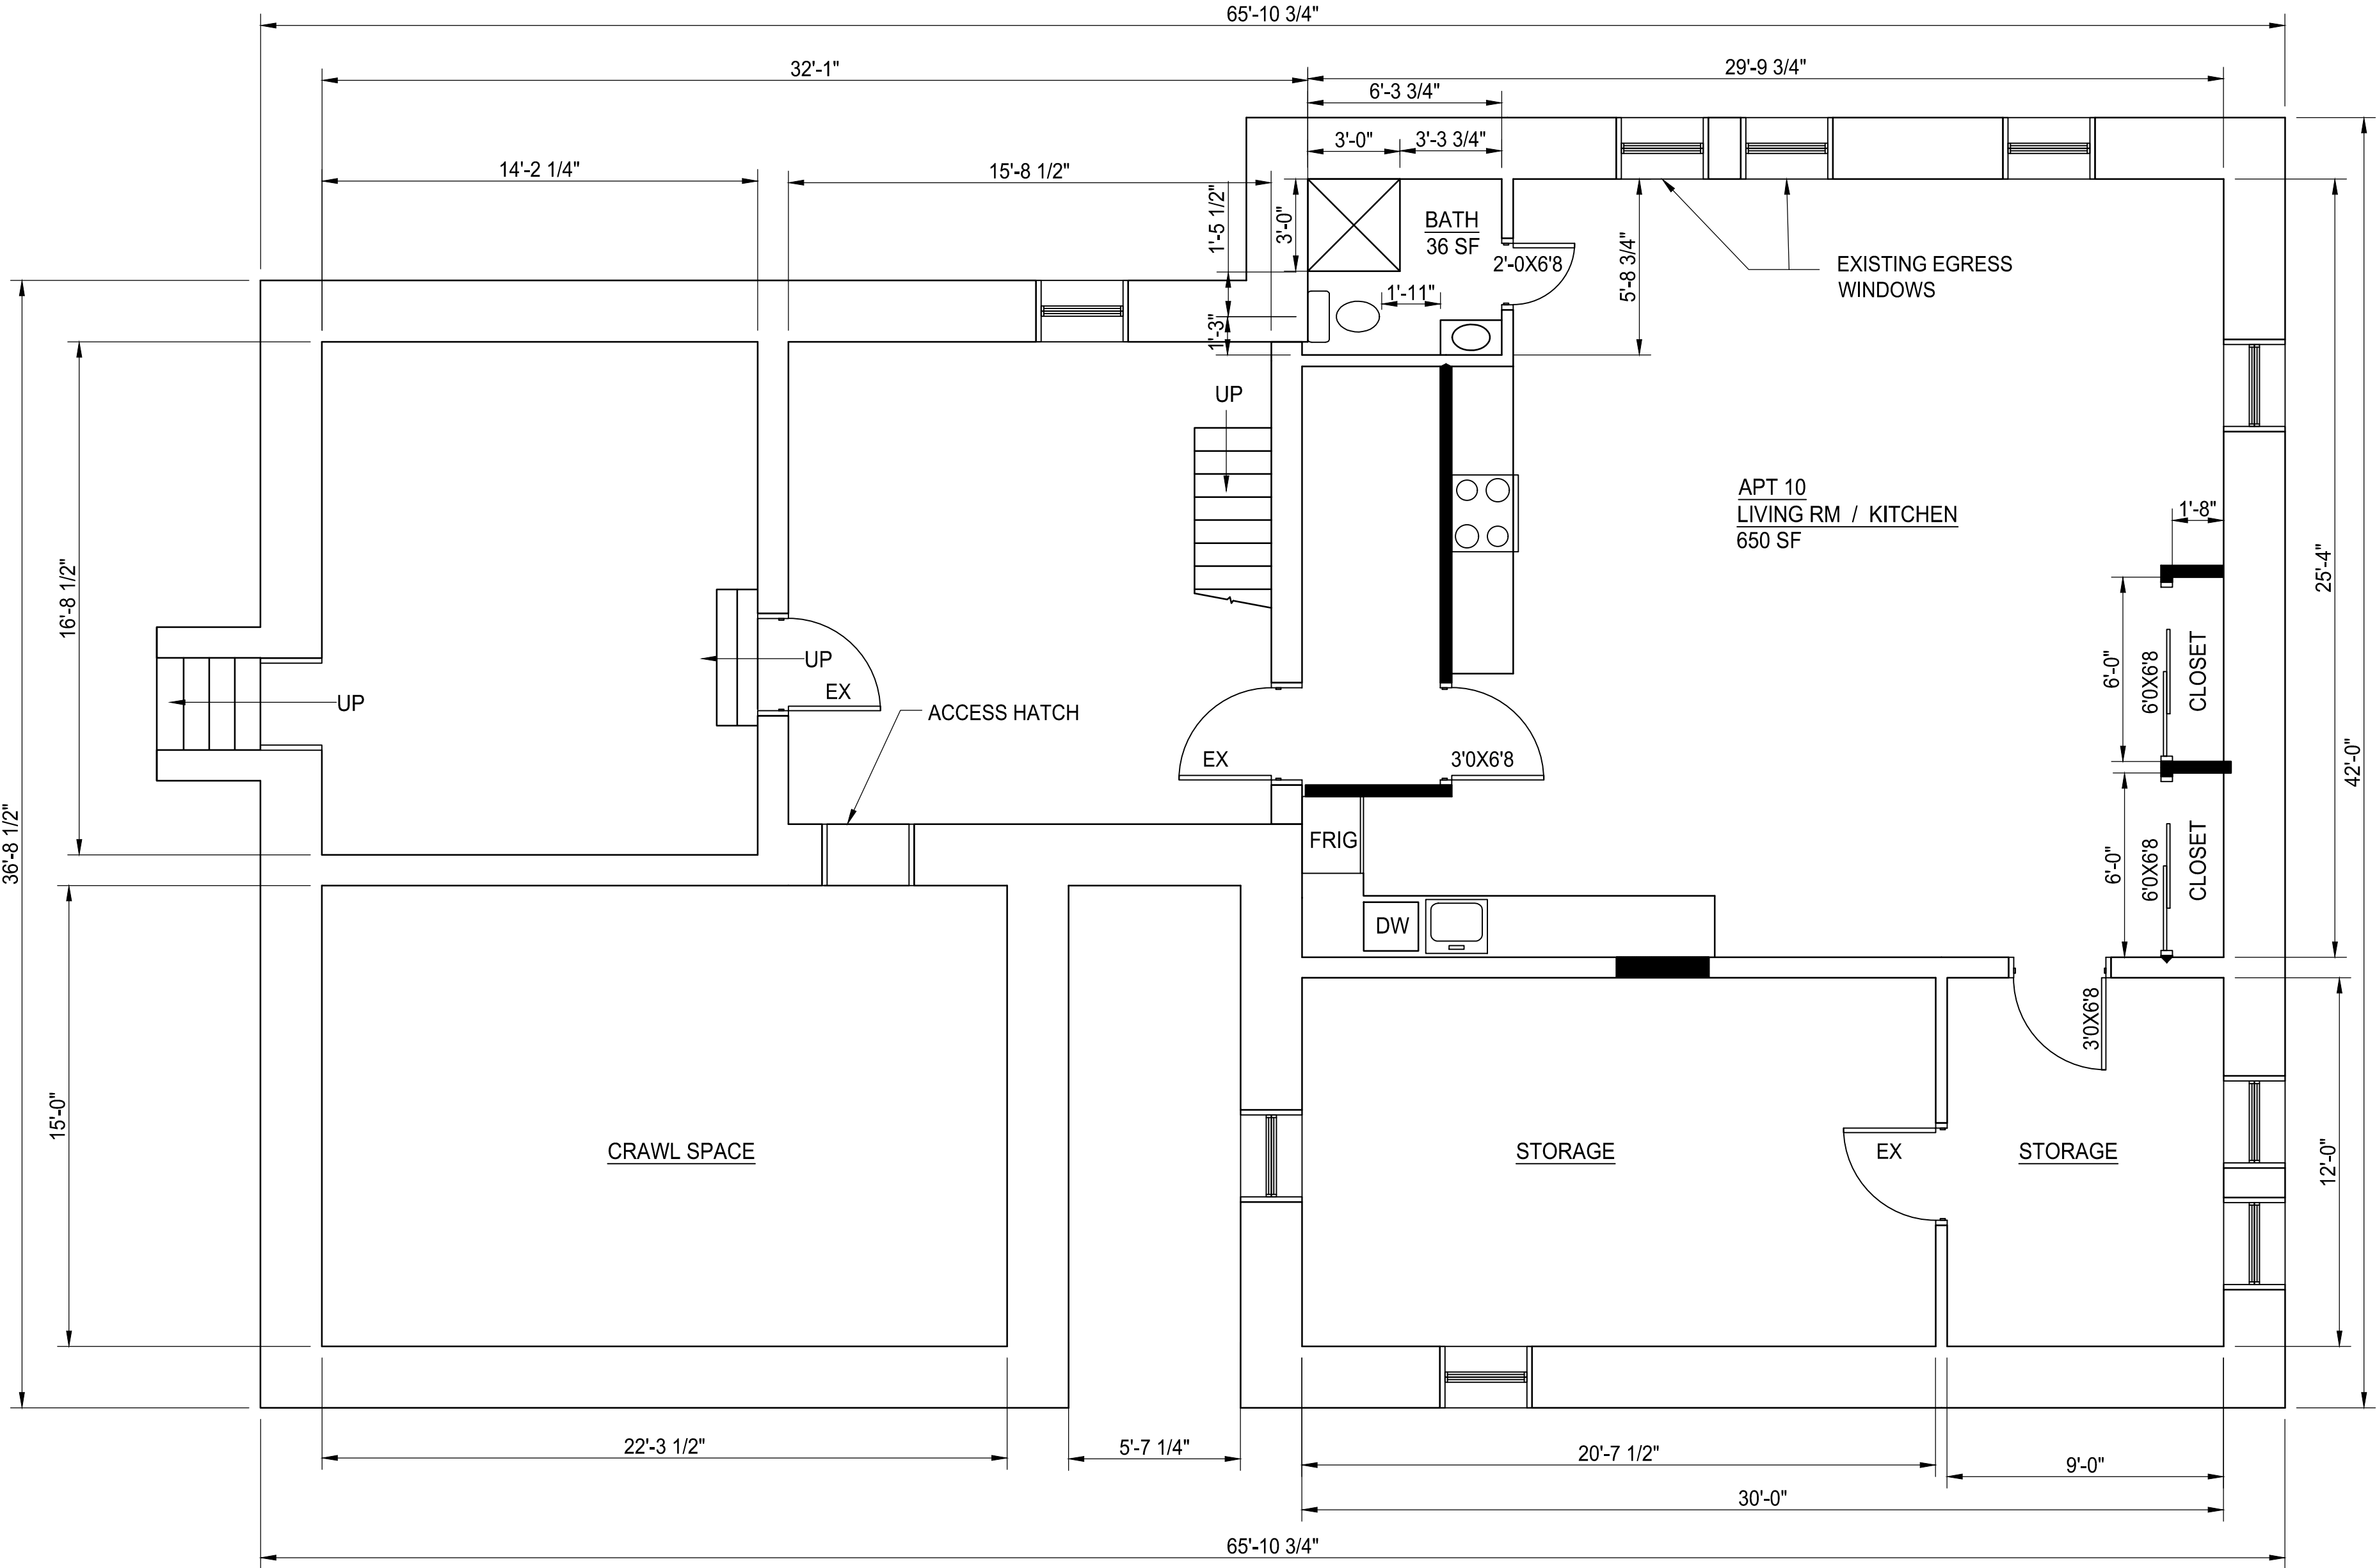 65'-10 3/4"
32'-1"
29'-9 3/4"
6'-3 3/4"
3'-0"
3'-3 3/4"
14'-2 1/4"
15'-8 1/2"
1'-5 1/2"
3'-0"
BATH
36 SF
2'-0X6'8
5'-8 3/4"
EXISTING EGRESS
WINDOWS
1'-11"
1'-3"
UP
APT 10
LIVING RM / KITCHEN
650 SF
1'-8"
25'-4"
16'-8 1/2"
UP
EX
UP
ACCESS HATCH
6'-0"
6'0X6'8
CLOSET
EX
3'0X6'8
42'-0"
36'-8 1/2"
FRIG
6'-0"
6'0X6'8
CLOSET
DW
3'0X6'8
15'-0"
CRAWL SPACE
STORAGE
EX
STORAGE
12'-0"
22'-3 1/2"
5'-7 1/4"
20'-7 1/2"
9'-0"
30'-0"
65'-10 3/4"